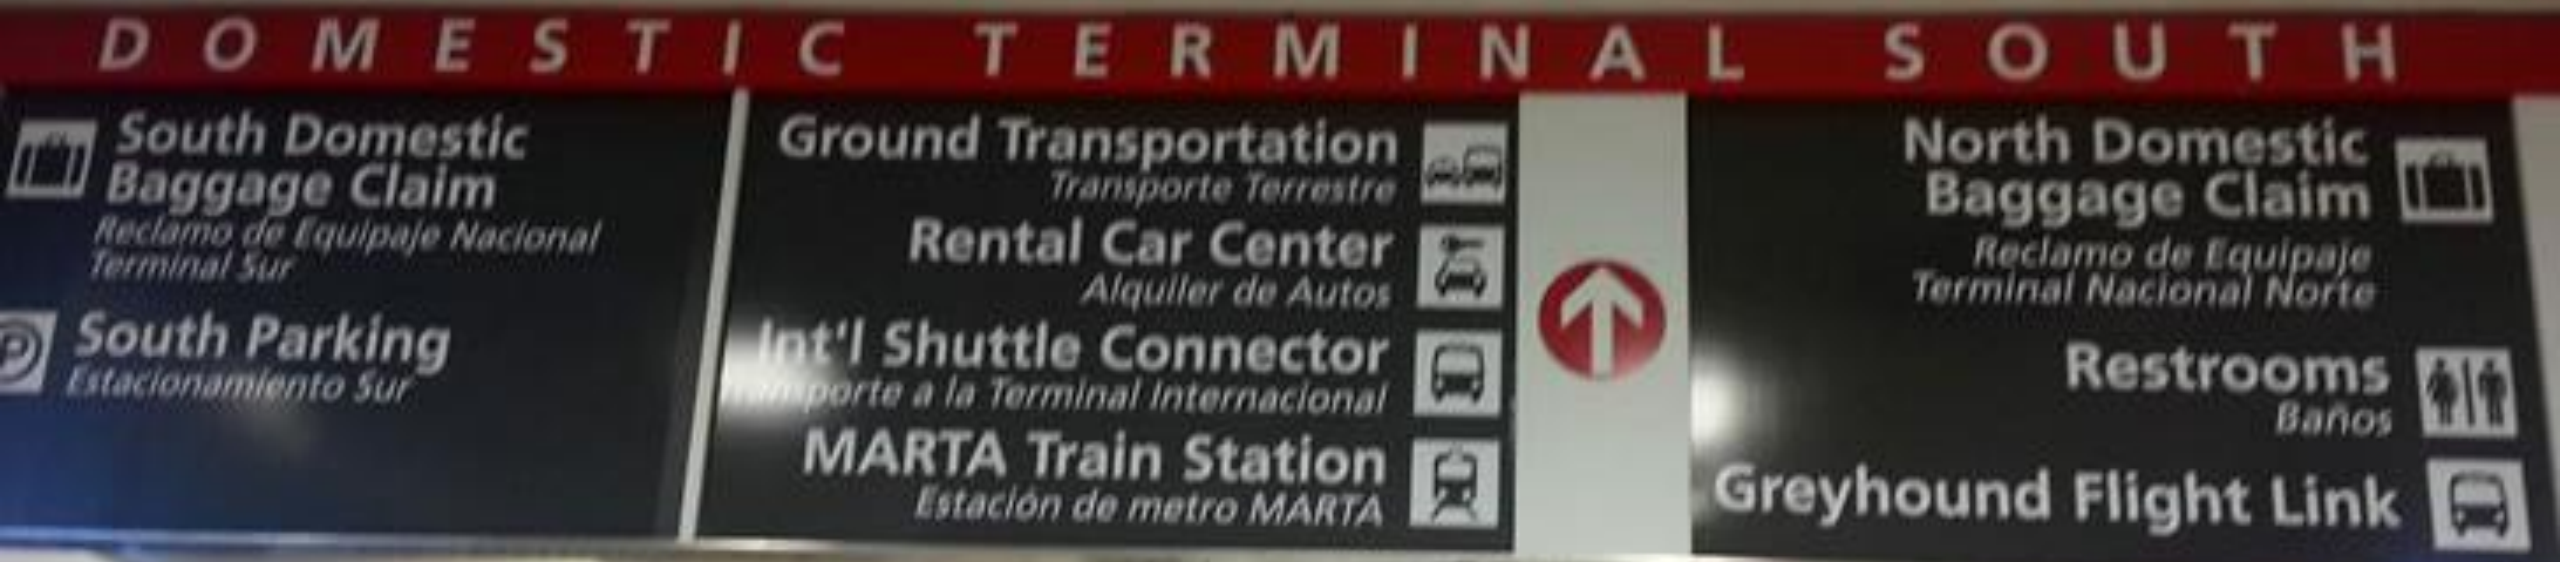 DOMESTIC TERMINAL SOUTH
South Domestic
Baggage Claim
Reclamo de Equipaje Nacional
Terminal Sur
P South Parking
Estacionamiento Sur
Ground Transportation
Transporte Terrestre
Rental Car Center
Alquiler de Autos
Int'l Shuttle Connector
a la Terminal Internacional
MARTA Train Station
Estación de metro MARTA
North Domestic
Baggage Claim
Reclamo de Equipaje
Terminal Nacional Norte
Restrooms
Baños
Greyhound Flight Link